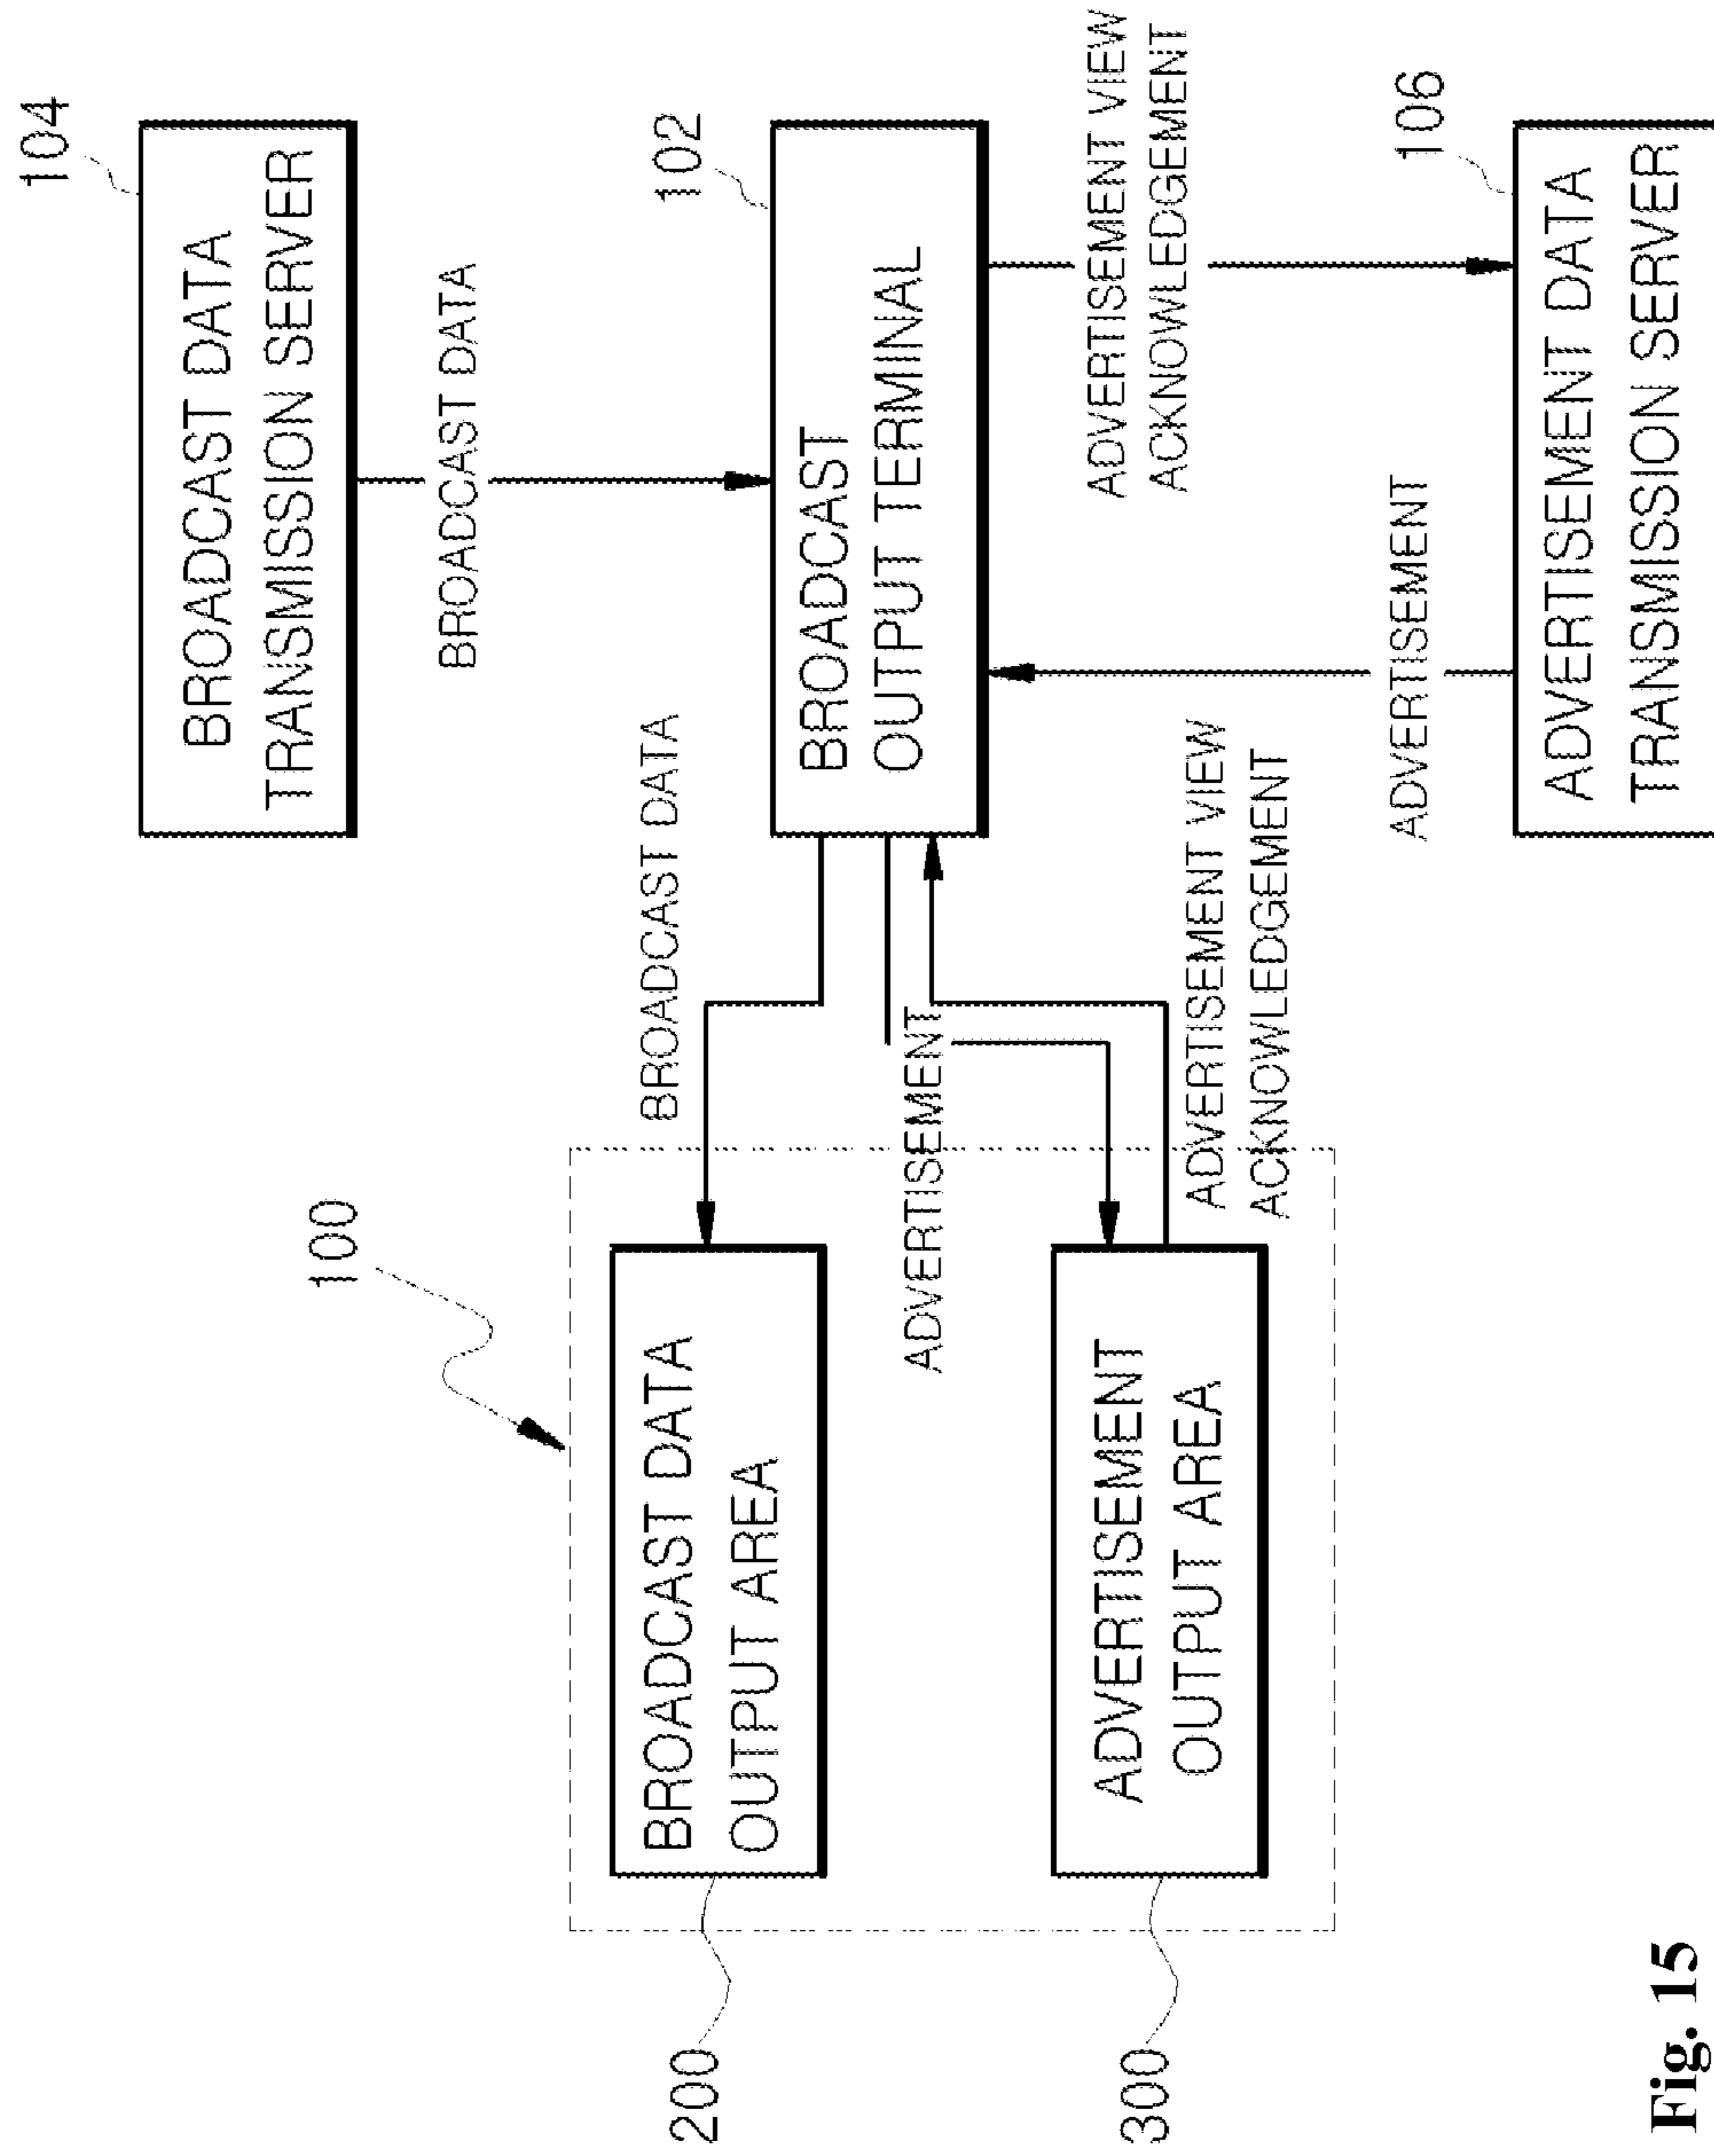 104
BROADCAST DATA
TRANSMISSION SERVER
BROADCAST DATA
102
BROADCAST
OUTPUT TERMINAL
ADVERTISEMENT VIEW
ACKNOWLEDGEMENT
106
ADVERTISEMENT DATA
TRANSMISSION SERVER
ADVERTISEMENT
BROADCAST DATA
ADVERTISEMENT
ADVERTISEMENT VIEW
ACKNOWLEDGEMENT
100
BROADCAST DATA
OUTPUT AREA
ADVERTISEMENT
OUTPUT AREA
200
300
Fig. 15